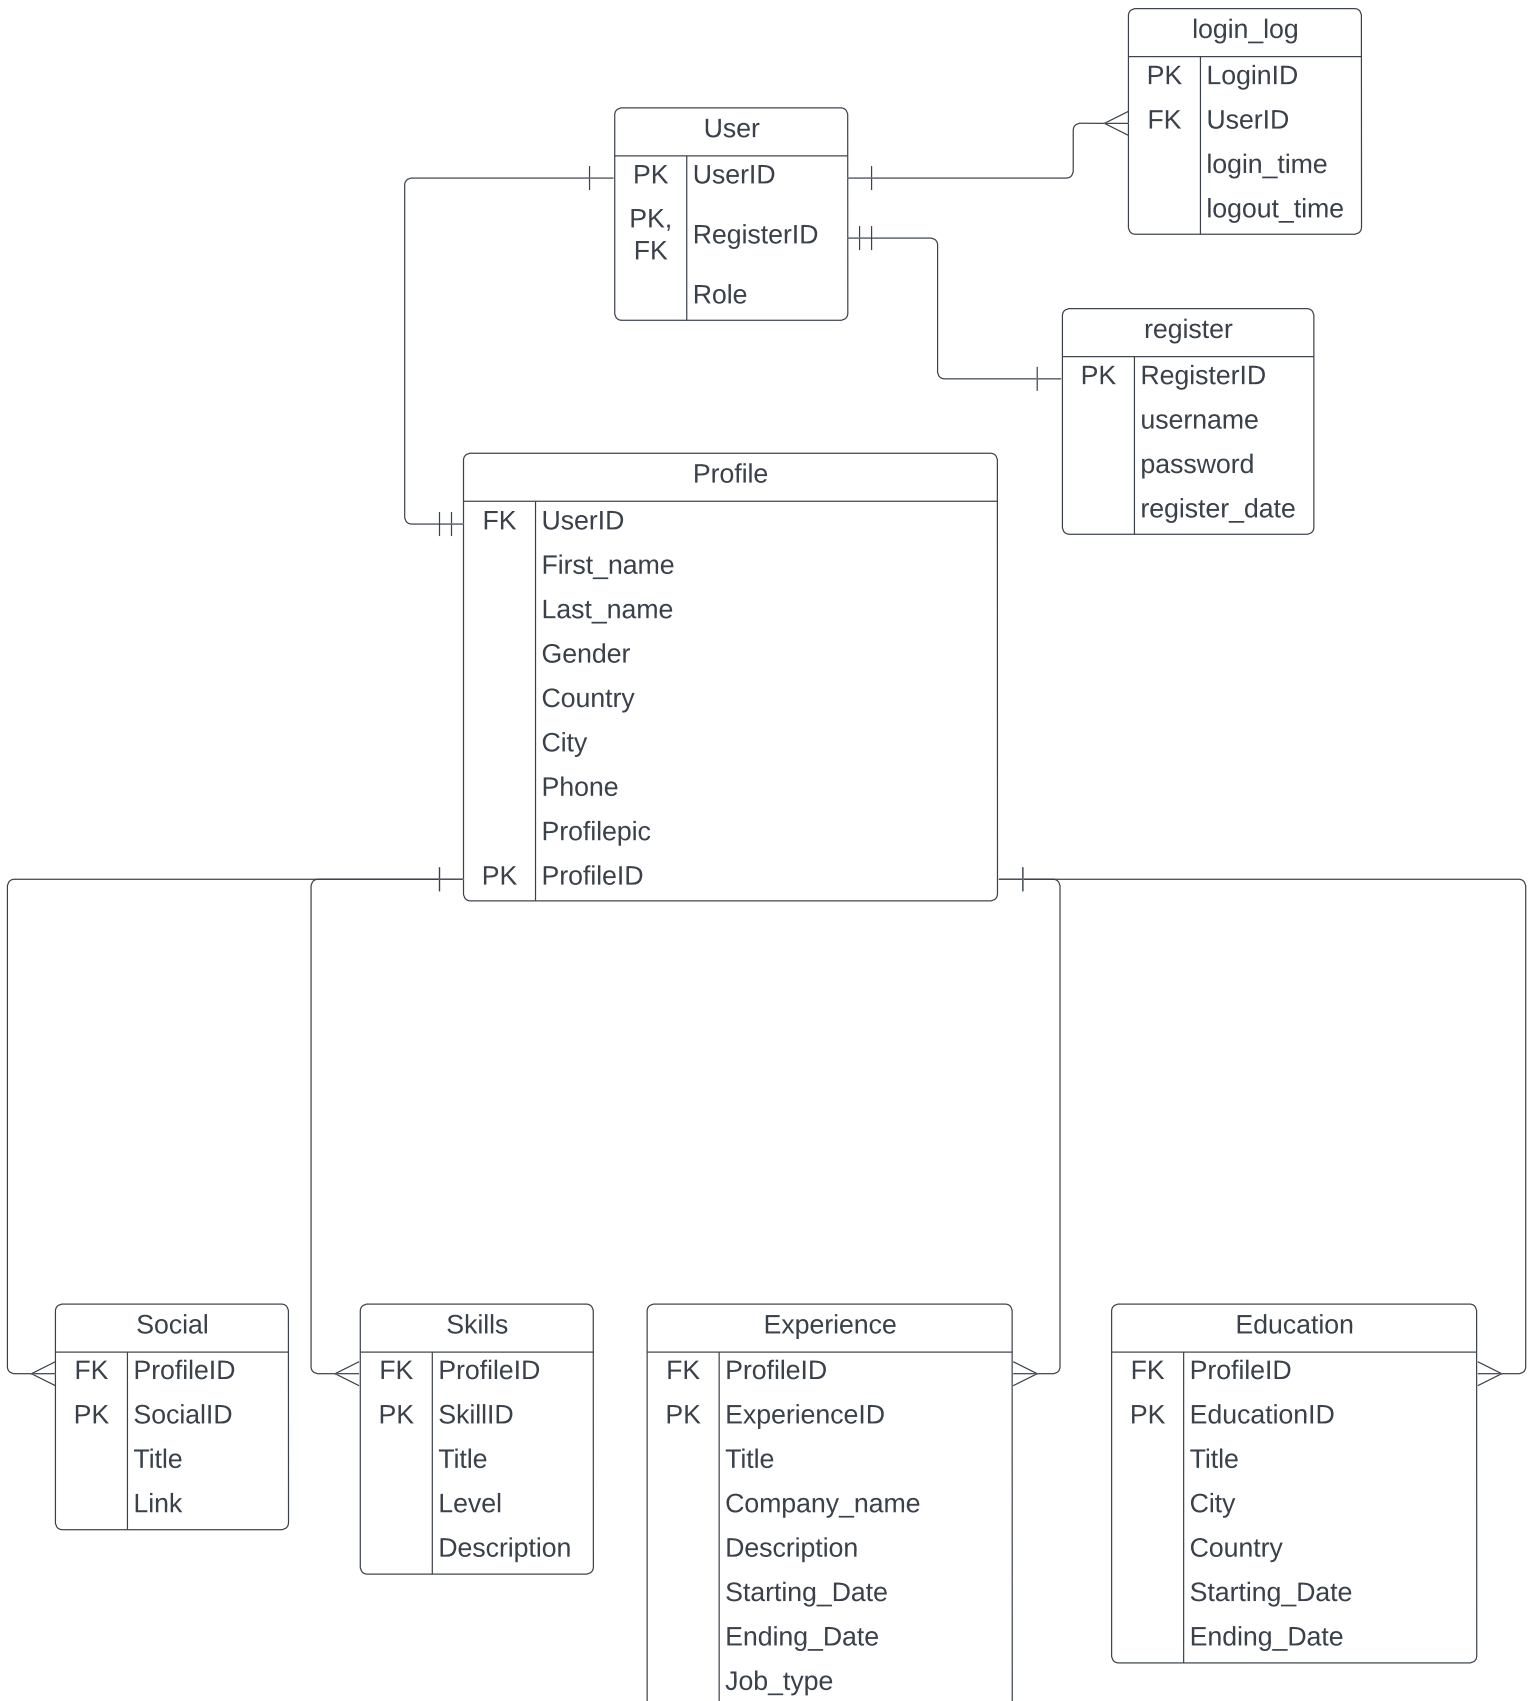 login_log
PK LoginID
FK UserID
login_time
logout_time
User
PK UserID
PK,
FK RegisterID
Role
register
PK RegisterID
username
password
register_date
Profile
FK UserID
First_name
Last_name
Gender
Country
City
Phone
Profilepic
PK ProfileID
Social
FK ProfileID
PK SocialID
Title
Link
Skills
FK ProfileID
PK SkillID
Title
Level
Description
Experience
FK ProfileID
PK ExperienceID
Title
Company_name
Description
Starting_Date
Ending_Date
Job_type
Education
FK ProfileID
PK EducationID
Title
City
Country
Starting_Date
Ending_Date